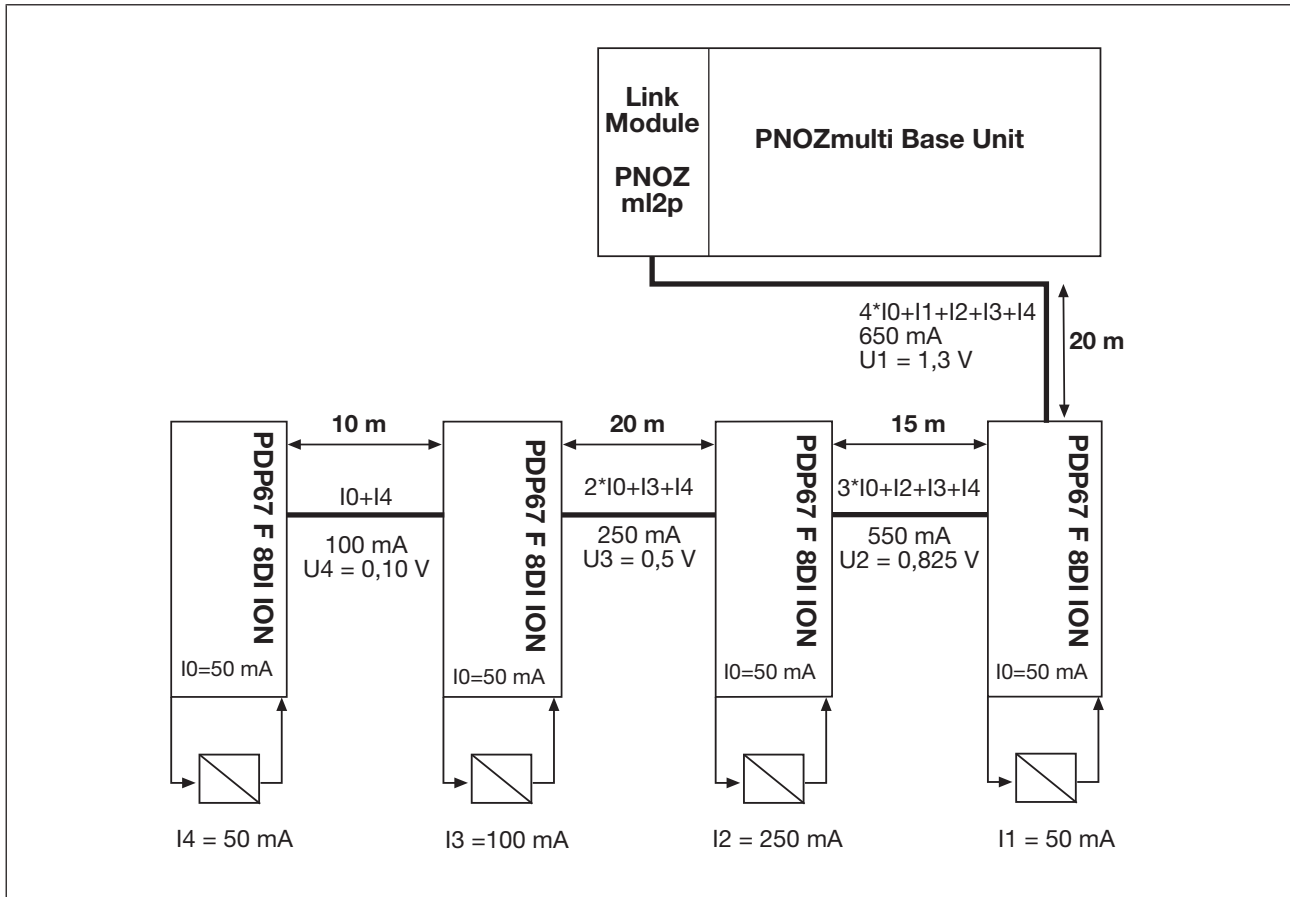 Link
Module
PNOZ
ml2p
PNOZmulti Base Unit
4*I0+I1+I2+I3+I4
650 mA
U1 = 1,3 V
20 m
10 m
20 m
15 m
PDP67 F 8DI ION
I0+I4
100 mA
U4 = 0,10 V
I0=50 mA
PDP67 F 8DI ION
2*I0+I3+I4
250 mA
U3 = 0,5 V
I0=50 mA
PDP67 F 8DI ION
3*I0+I2+I3+I4
550 mA
U2 = 0,825 V
I0=50 mA
PDP67 F 8DI ION
I0=50 mA
I4 = 50 mA
I3 =100 mA
I2 = 250 mA
I1 = 50 mA